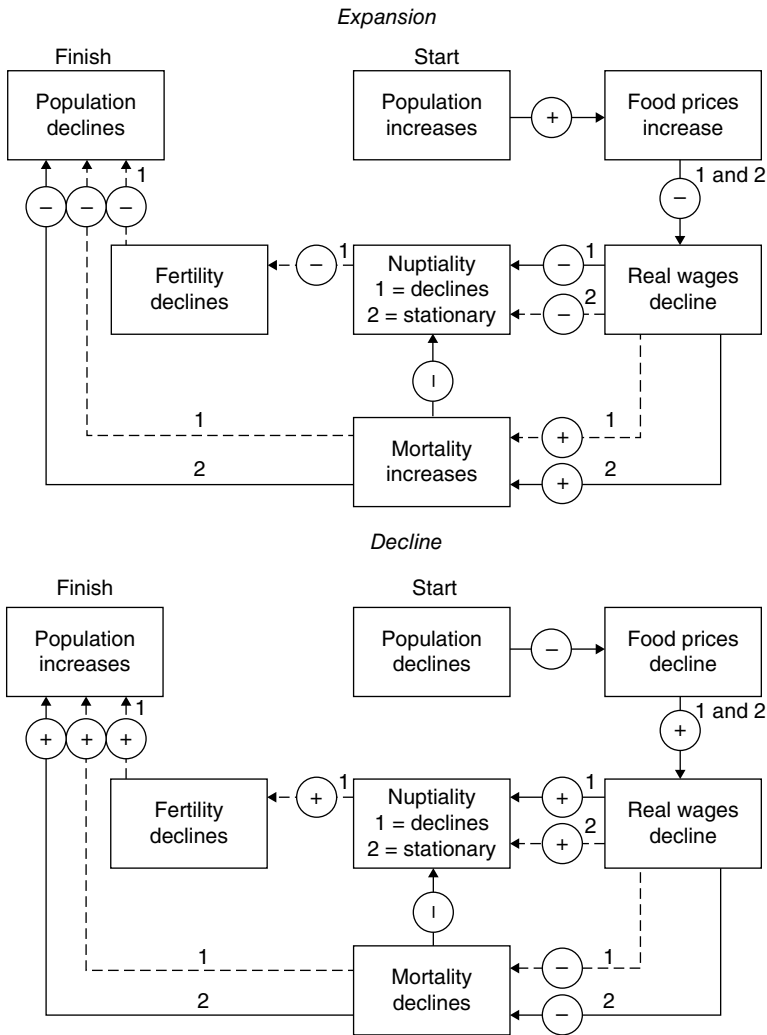 Expansion
Finish
Start
Population
declines
Population
increases
+
Food prices
increase
1 and 2
−
− − −
1
Fertility
declines
−
1
Nuptiality
1 = declines
2 = stationary
−
1
−
2
Real wages
decline
I
1
2
Mortality
increases
+
1
+
2
Decline
Finish
Start
Population
increases
Population
declines
−
Food prices
decline
1 and 2
+
+ + +
1
Fertility
declines
+
1
Nuptiality
1 = declines
2 = stationary
+
1
+
2
Real wages
decline
I
1
2
Mortality
declines
−
1
−
2